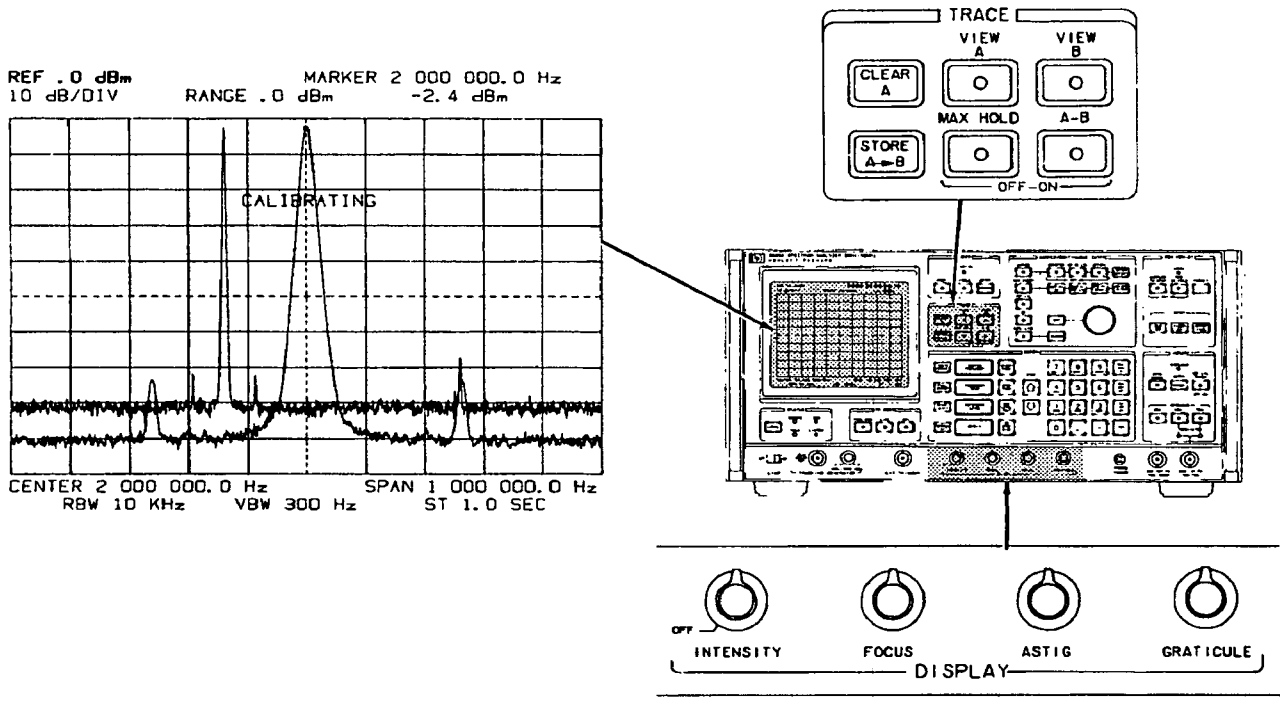 TRACE
VIEW A
VIEW B
CLEAR A
MAX HOLD
A-B
STORE A→B
OFF-ON
REF .0 dBm
MARKER 2 000 000.0 Hz
10 dB/DIV
RANGE .0 dBm
-2.4 dBm
CALIBRATING
CENTER 2 000 000.0 Hz
SPAN 1 000 000.0 Hz
RBW 10 KHz
VBW 300 Hz
ST 1.0 SEC
OFF
INTENSITY
FOCUS
ASTIG
GRATICULE
DISPLAY